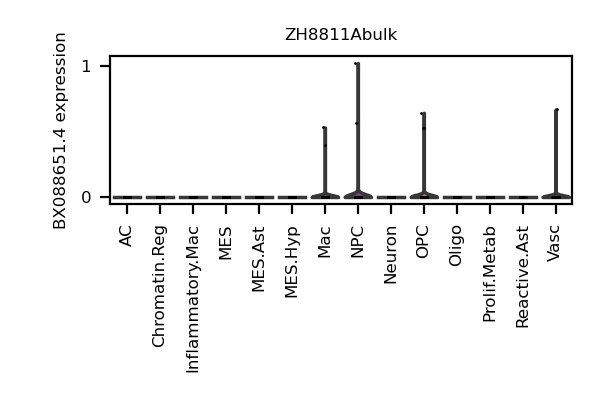 ZH8811Abulk
BX088651.4 expression
1
0
AC
Chromatin.Reg
Inflammatory.Mac
MES
MES.Ast
MES.Hyp
Mac
NPC
Neuron
OPC
Oligo
Prolif.Metab
Reactive.Ast
Vasc